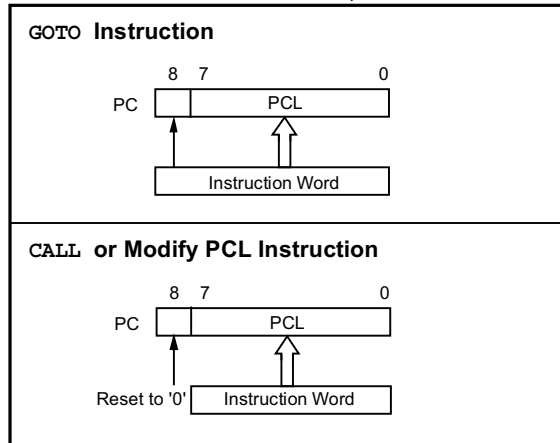 GOTO Instruction
8 7 0
PC PCL
Instruction Word
CALL or Modify PCL Instruction
8 7 0
PC PCL
Reset to '0' Instruction Word